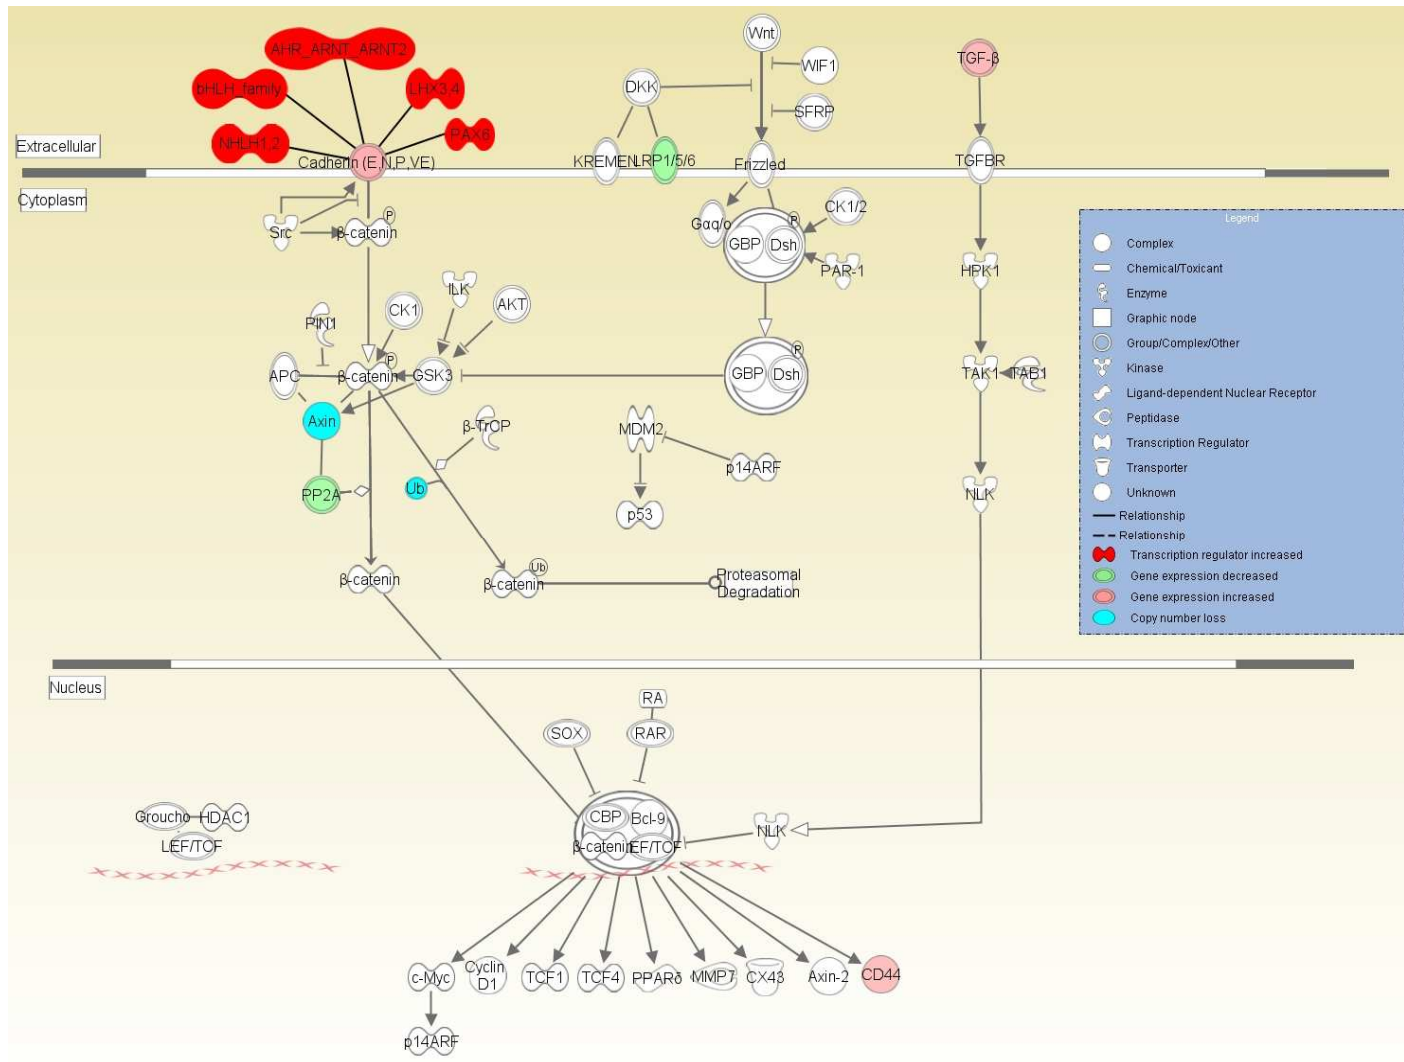 AHR_ARNT_ARNT2
bHLH_family
LHX3,4
NHLH1,2
PAX6
Cadherin (E,N,P,VE)
Wnt
WIF1
DKK
SFRP
KREMEN
LRP1/5/6
Frizzled
TGF-β
TGFBR
Extracellular
Cytoplasm
Src
P
β-catenin
Gαq/o
P
GBP
Dsh
CK1/2
PAR-1
HPK1
ILK
AKT
CK1
PIN1
APC
P
β-catenin
GSK3
P
GBP
Dsh
TAK1
TAB1
Axin
β-TrCP
MDM2
p14ARF
PP2A
Ub
p53
NLK
β-catenin
Ub
β-catenin
Proteasomal
Degradation
Legend
Complex
Chemical/Toxicant
Enzyme
Graphic node
Group/Complex/Other
Kinase
Ligand-dependent Nuclear Receptor
Peptidase
Transcription Regulator
Transporter
Unknown
Relationship
Relationship
Transcription regulator increased
Gene expression decreased
Gene expression increased
Copy number loss
Nucleus
RA
SOX
RAR
Groucho
HDAC1
LEF/TCF
CBP
Bcl-9
β-catenin
EF/TCF
NLK
c-Myc
Cyclin
D1
TCF1
TCF4
PPARδ
MMP7
CX43
Axin-2
CD44
p14ARF